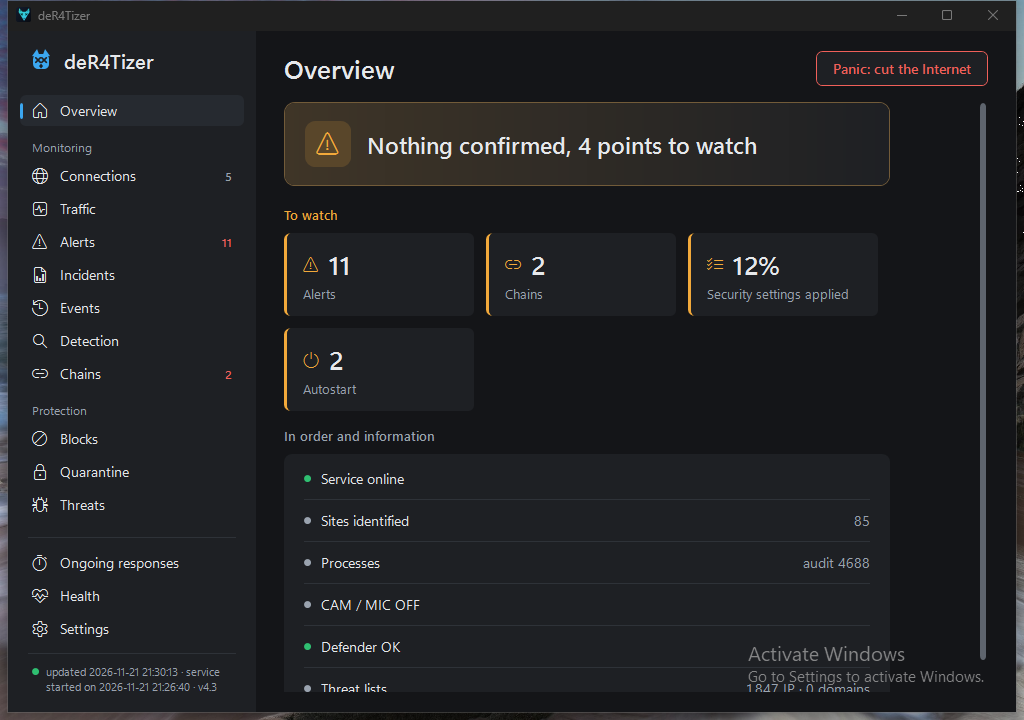 deR4Tizer
deR4Tizer
Overview
Monitoring
Connections 5
Traffic
Alerts 11
Incidents
Events
Detection
Chains 2
Protection
Blocks
Quarantine
Threats
Ongoing responses
Health
Settings
updated 2026-11-21 21:30:13 · service
started on 2026-11-21 21:26:40 · v4.3
Overview
Panic: cut the Internet
Nothing confirmed, 4 points to watch
To watch
11
Alerts
2
Chains
12%
Security settings applied
2
Autostart
In order and information
Service online
Sites identified 85
Processes audit 4688
CAM / MIC OFF
Defender OK
Threat lists 1847 IP · 0 domains
Activate Windows
Go to Settings to activate Windows.